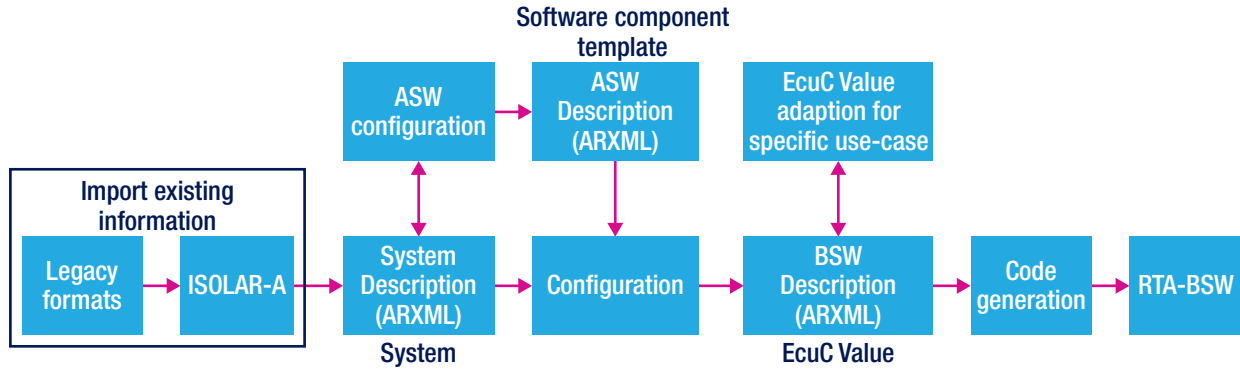 Software component
template
ASW
configuration
ASW
Description
(ARXML)
EcuC Value
adaption for
specific use-case
Import existing
information
Legacy
formats
ISOLAR-A
System
Description
(ARXML)
Configuration
BSW
Description
(ARXML)
Code
generation
RTA-BSW
System
EcuC Value